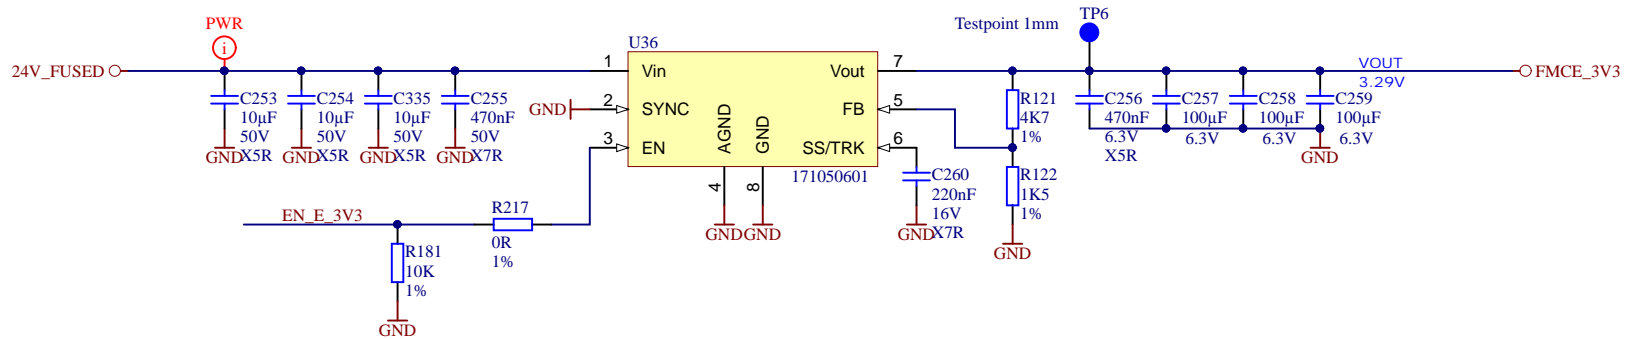 PWR
i
24V_FUSED
C253
10µF
50V
X5R
GND
C254
10µF
50V
X5R
GND
C335
10µF
50V
X5R
GND
C255
470nF
50V
X7R
GND
U36
1
Vin
GND
2
SYNC
3
EN
AGND
4
GND
GND
8
GND
Vout
7
FB
5
SS/TRK
6
171050601
EN_E_3V3
R217
0R
1%
R181
10K
1%
GND
C260
220nF
16V
X7R
GND
R121
4K7
1%
R122
1K5
1%
GND
Testpoint 1mm
TP6
C256
470nF
6.3V
X5R
C257
100µF
6.3V
C258
100µF
6.3V
C259
100µF
6.3V
GND
VOUT
3.29V
FMCE_3V3